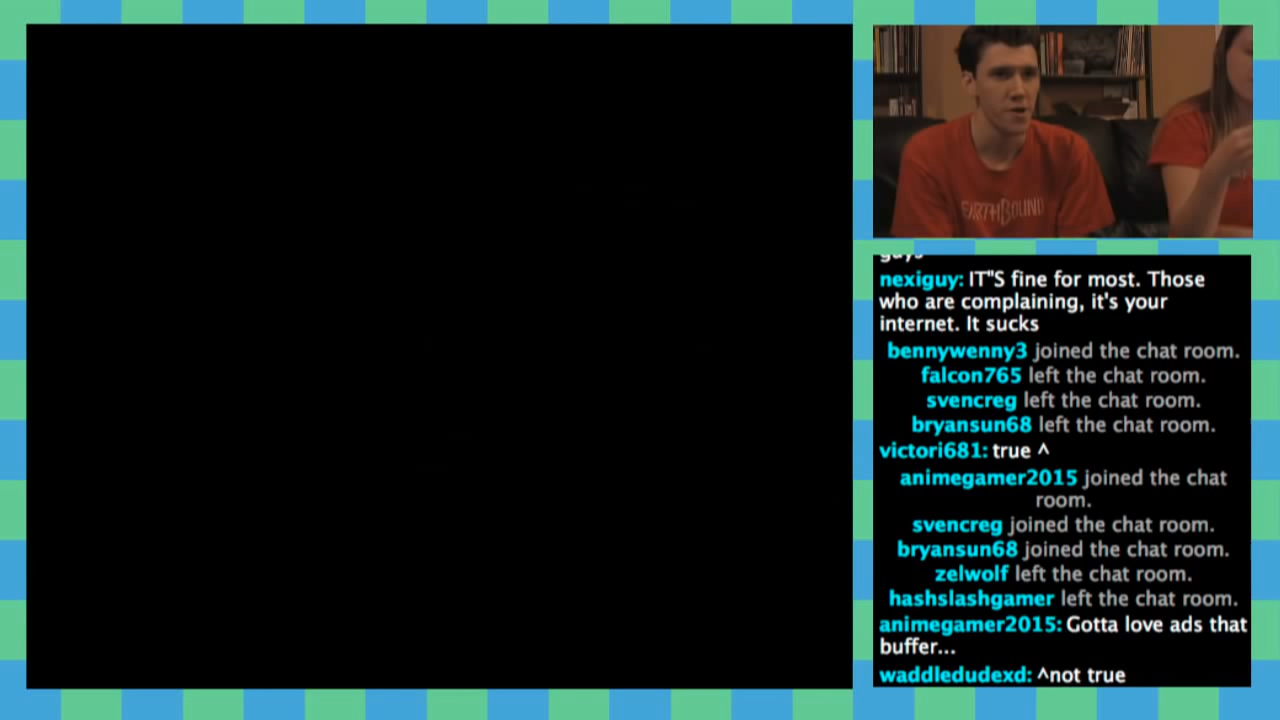 EARTHBOUND
guys
nexiguy: IT"S fine for most. Those
who are complaining, it's your
internet. It sucks
bennywenny3 joined the chat room.
falcon765 left the chat room.
svencreg left the chat room.
bryansun68 left the chat room.
victori681: true ^
animegamer2015 joined the chat
room.
svencreg joined the chat room.
bryansun68 joined the chat room.
zelwolf left the chat room.
hashslashgamer left the chat room.
animegamer2015: Gotta love ads that
buffer...
waddledudexd: ^not true